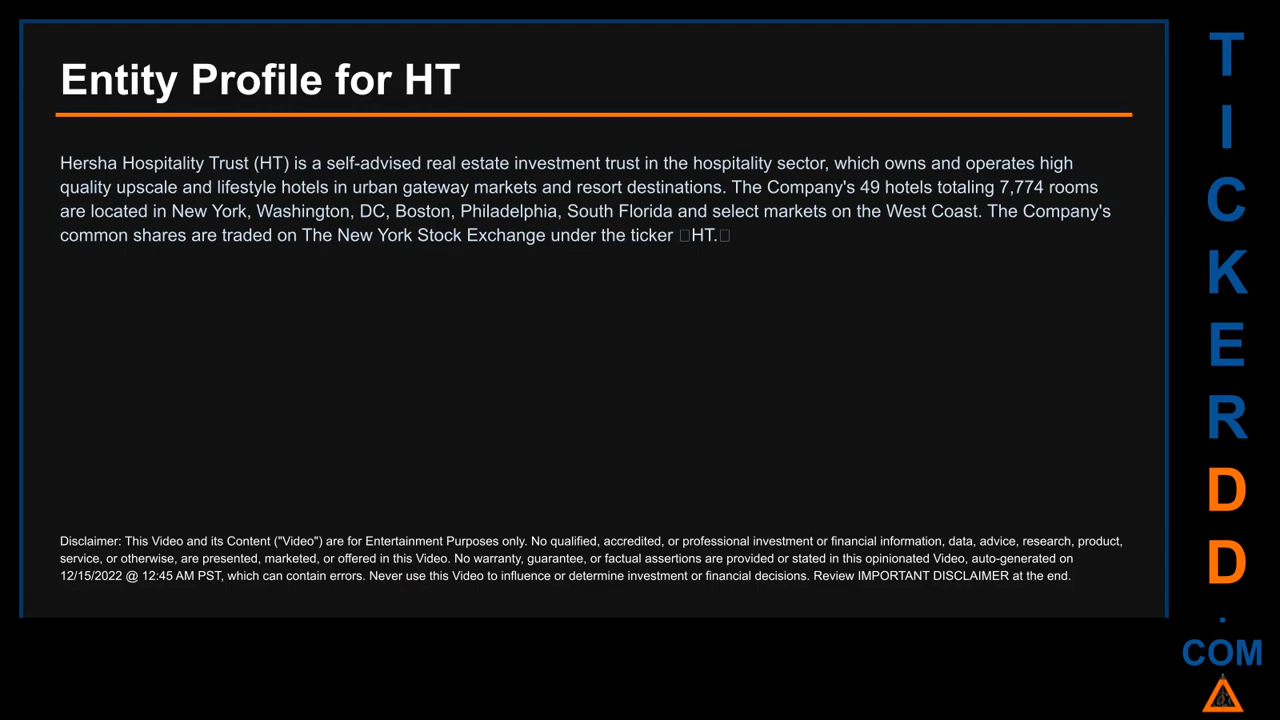 Entity Profile for HT
Hersha Hospitality Trust (HT) is a self-advised real estate investment trust in the hospitality sector, which owns and operates high
quality upscale and lifestyle hotels in urban gateway markets and resort destinations. The Company's 49 hotels totaling 7,774 rooms
are located in New York, Washington, DC, Boston, Philadelphia, South Florida and select markets on the West Coast. The Company's
common shares are traded on The New York Stock Exchange under the ticker □HT.□
Disclaimer: This Video and its Content ("Video") are for Entertainment Purposes only. No qualified, accredited, or professional investment or financial information, data, advice, research, product,
service, or otherwise, are presented, marketed, or offered in this Video. No warranty, guarantee, or factual assertions are provided or stated in this opinionated Video, auto-generated on
12/15/2022 @ 12:45 AM PST, which can contain errors. Never use this Video to influence or determine investment or financial decisions. Review IMPORTANT DISCLAIMER at the end.
T
I
C
K
E
R
D
D
.
COM